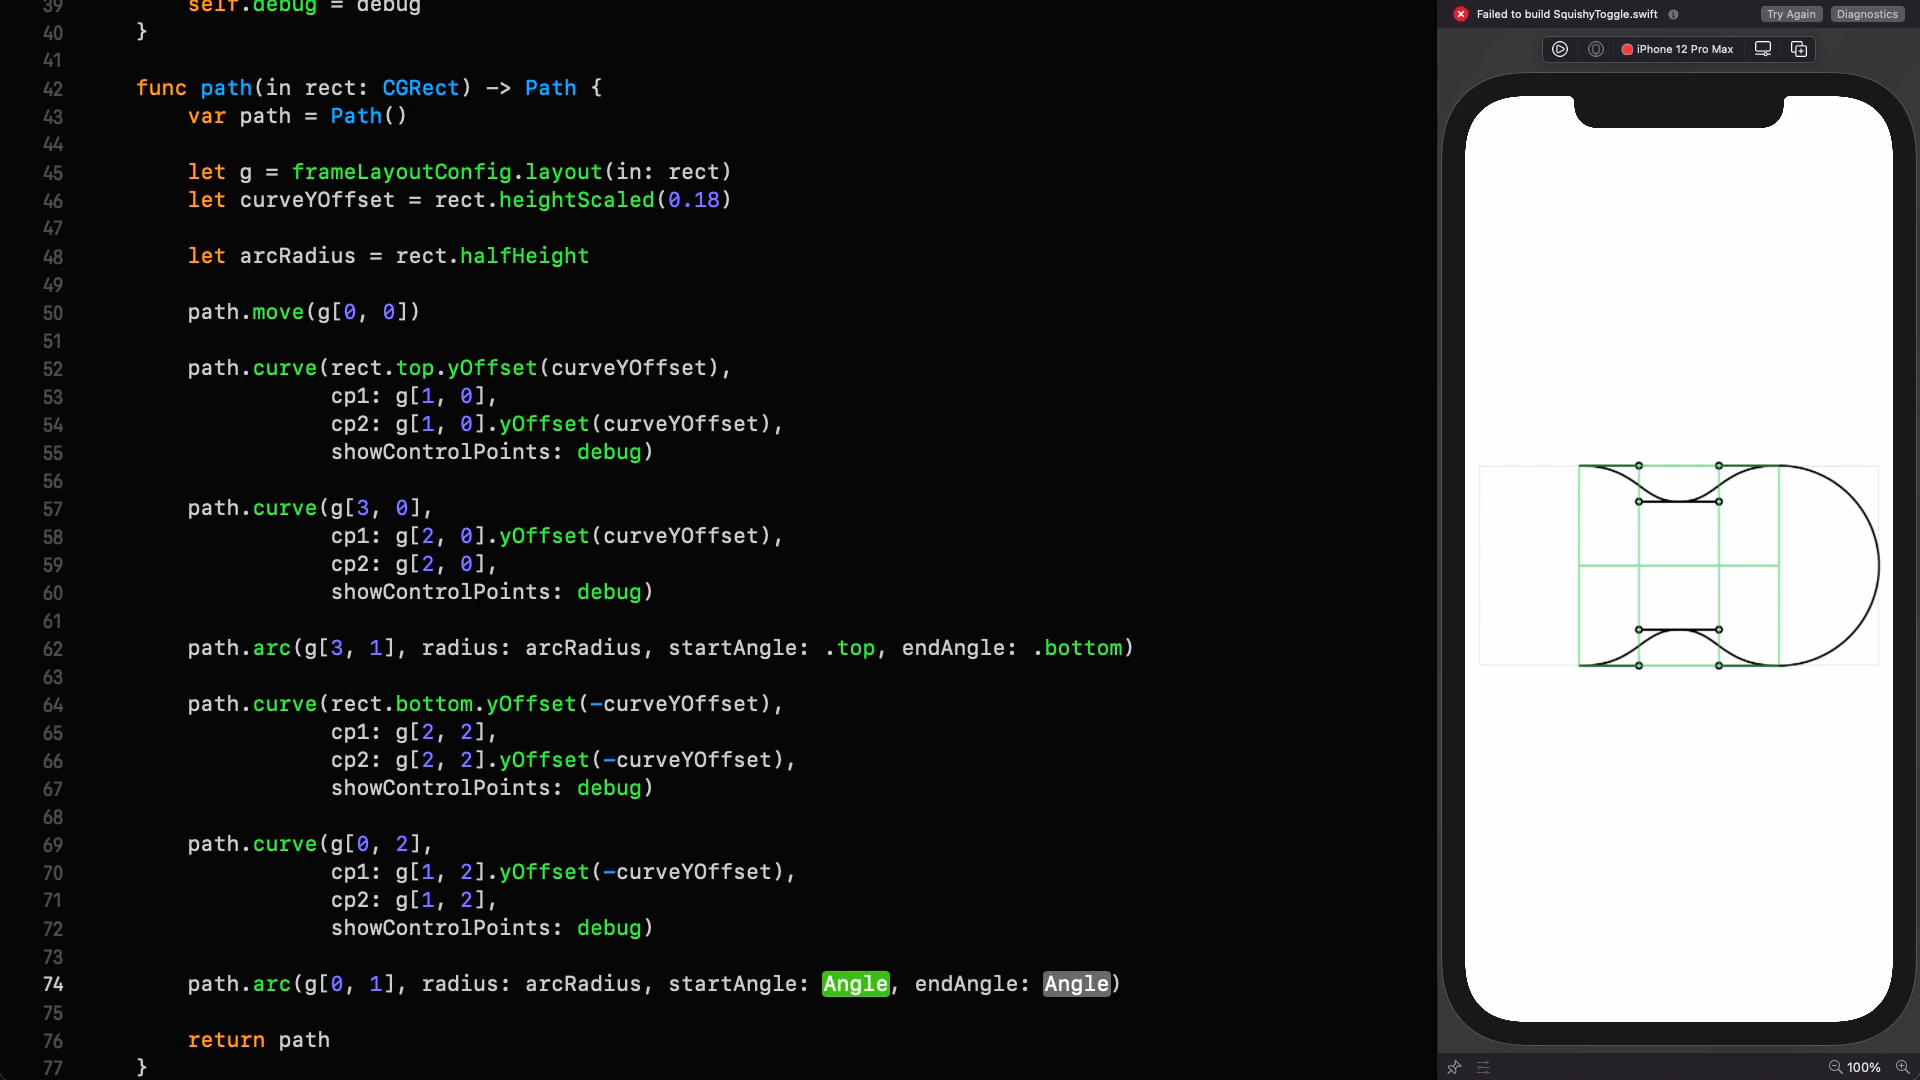 39 self.debug = debug
40 }
41
42 func path(in rect: CGRect) -> Path {
43 var path = Path()
44
45 let g = frameLayoutConfig.layout(in: rect)
46 let curveYOffset = rect.heightScaled(0.18)
47
48 let arcRadius = rect.halfHeight
49
50 path.move(g[0, 0])
51
52 path.curve(rect.top.yOffset(curveYOffset),
53 cp1: g[1, 0],
54 cp2: g[1, 0].yOffset(curveYOffset),
55 showControlPoints: debug)
56
57 path.curve(g[3, 0],
58 cp1: g[2, 0].yOffset(curveYOffset),
59 cp2: g[2, 0],
60 showControlPoints: debug)
61
62 path.arc(g[3, 1], radius: arcRadius, startAngle: .top, endAngle: .bottom)
63
64 path.curve(rect.bottom.yOffset(-curveYOffset),
65 cp1: g[2, 2],
66 cp2: g[2, 2].yOffset(-curveYOffset),
67 showControlPoints: debug)
68
69 path.curve(g[0, 2],
70 cp1: g[1, 2].yOffset(-curveYOffset),
71 cp2: g[1, 2],
72 showControlPoints: debug)
73
74 path.arc(g[0, 1], radius: arcRadius, startAngle: Angle, endAngle: Angle)
75
76 return path
77 }
Failed to build SquishyToggle.swift Try Again Diagnostics
iPhone 12 Pro Max
100%